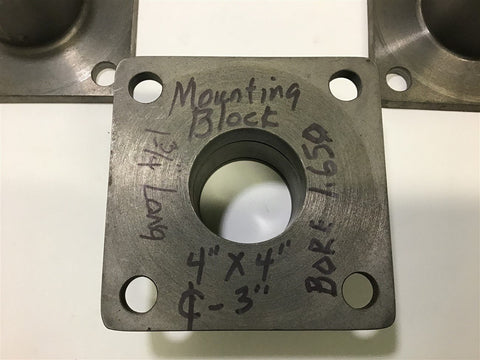 Mounting
Block
1 3/4" Long
BORE 1.650
4" X 4"
℄ - 3"